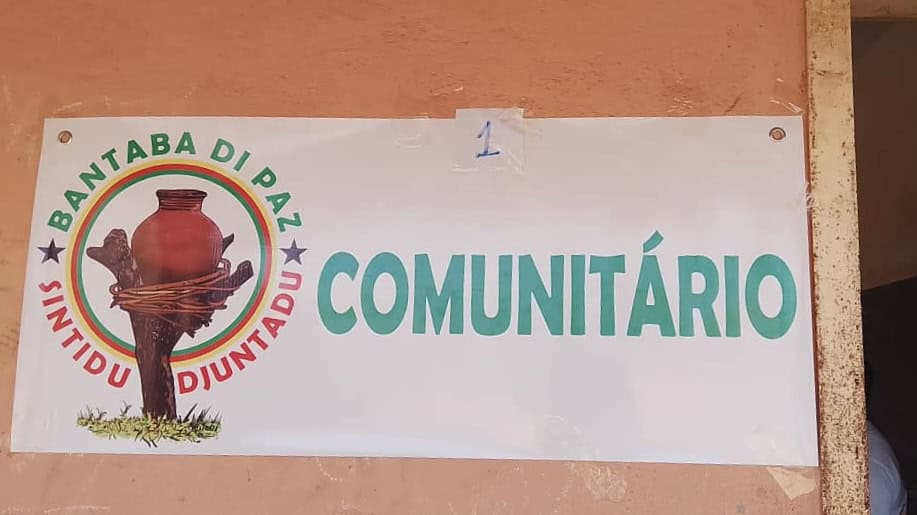 1
BANTABA DI PAZ
SINTIDU DJUNTADU
COMUNITÁRIO